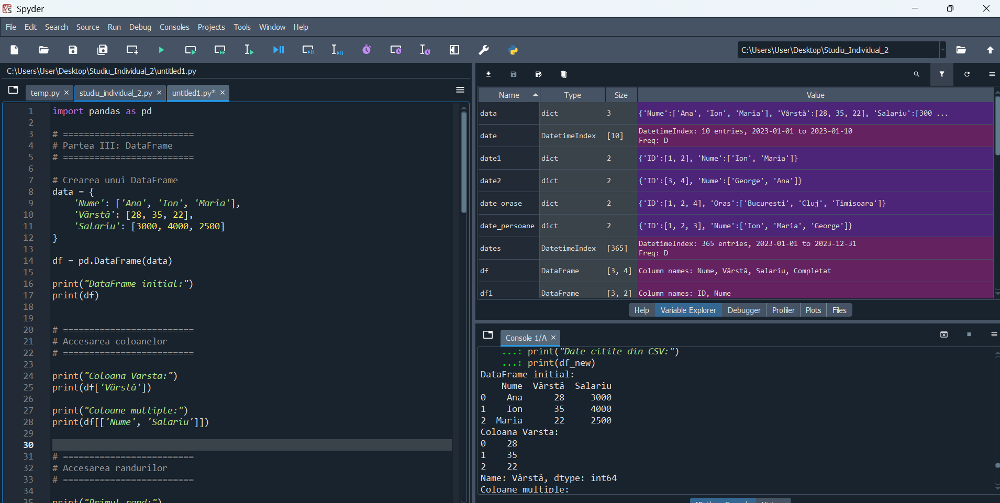 Spyder
File Edit Search Source Run Debug Consoles Projects Tools Window Help
C:\Users\User\Desktop\Studiu_Individual_2
C:\Users\User\Desktop\Studiu_Individual_2\untitled1.py
temp.py studiu_individual_2.py untitled1.py*
1 import pandas as pd
2
3 # =========================
4 # Partea III: DataFrame
5 # =========================
6
7 # Crearea unui DataFrame
8 data = {
9 'Nume': ['Ana', 'Ion', 'Maria'],
10 'Vârstă': [28, 35, 22],
11 'Salariu': [3000, 4000, 2500]
12 }
13
14 df = pd.DataFrame(data)
15
16 print("DataFrame initial:")
17 print(df)
18
19
20 # =========================
21 # Accesarea coloanelor
22 # =========================
23
24 print("Coloana Varsta:")
25 print(df['Vârstă'])
26
27 print("Coloane multiple:")
28 print(df[['Nume', 'Salariu']])
29
30
31 # =========================
32 # Accesarea randurilor
33 # =========================
34
35 print("Primul rand:")
Name Type Size Value
data dict 3 {'Nume':['Ana', 'Ion', 'Maria'], 'Vârstă':[28, 35, 22], 'Salariu':[300 ...
date DatetimeIndex [10] DatetimeIndex: 10 entries, 2023-01-01 to 2023-01-10
Freq: D
date1 dict 2 {'ID':[1, 2], 'Nume':['Ion', 'Maria']}
date2 dict 2 {'ID':[3, 4], 'Nume':['George', 'Ana']}
date_orase dict 2 {'ID':[1, 2, 4], 'Oras':['Bucuresti', 'Cluj', 'Timisoara']}
date_persoane dict 2 {'ID':[1, 2, 3], 'Nume':['Ion', 'Maria', 'George']}
dates DatetimeIndex [365] DatetimeIndex: 365 entries, 2023-01-01 to 2023-12-31
Freq: D
df DataFrame [3, 4] Column names: Nume, Vârstă, Salariu, Completat
df1 DataFrame [3, 2] Column names: ID, Nume
Help Variable Explorer Debugger Profiler Plots Files
Console 1/A
...: print("Date citite din CSV:")
...: print(df_new)
DataFrame initial:
Nume Vârstă Salariu
0 Ana 28 3000
1 Ion 35 4000
2 Maria 22 2500
Coloana Varsta:
0 28
1 35
2 22
Name: Vârstă, dtype: int64
Coloane multiple: